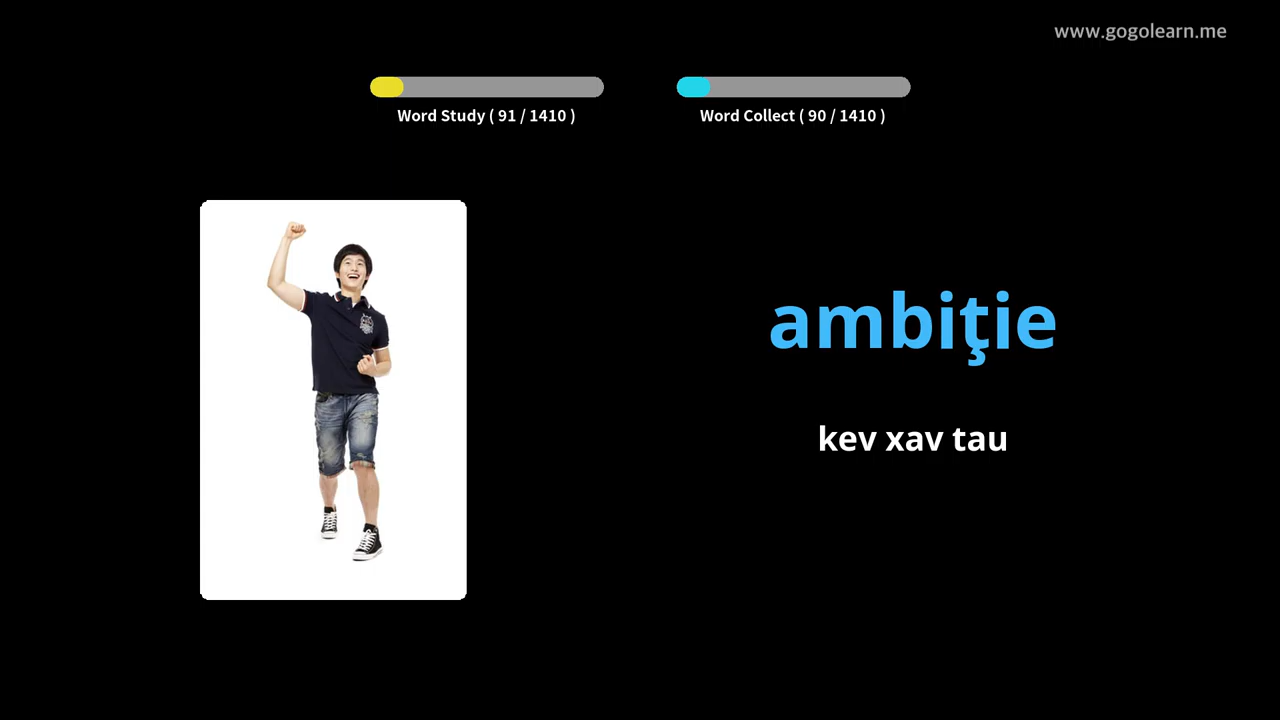 www.gogolearn.me
Word Study ( 91 / 1410 )
Word Collect ( 90 / 1410 )
ambiţie
kev xav tau